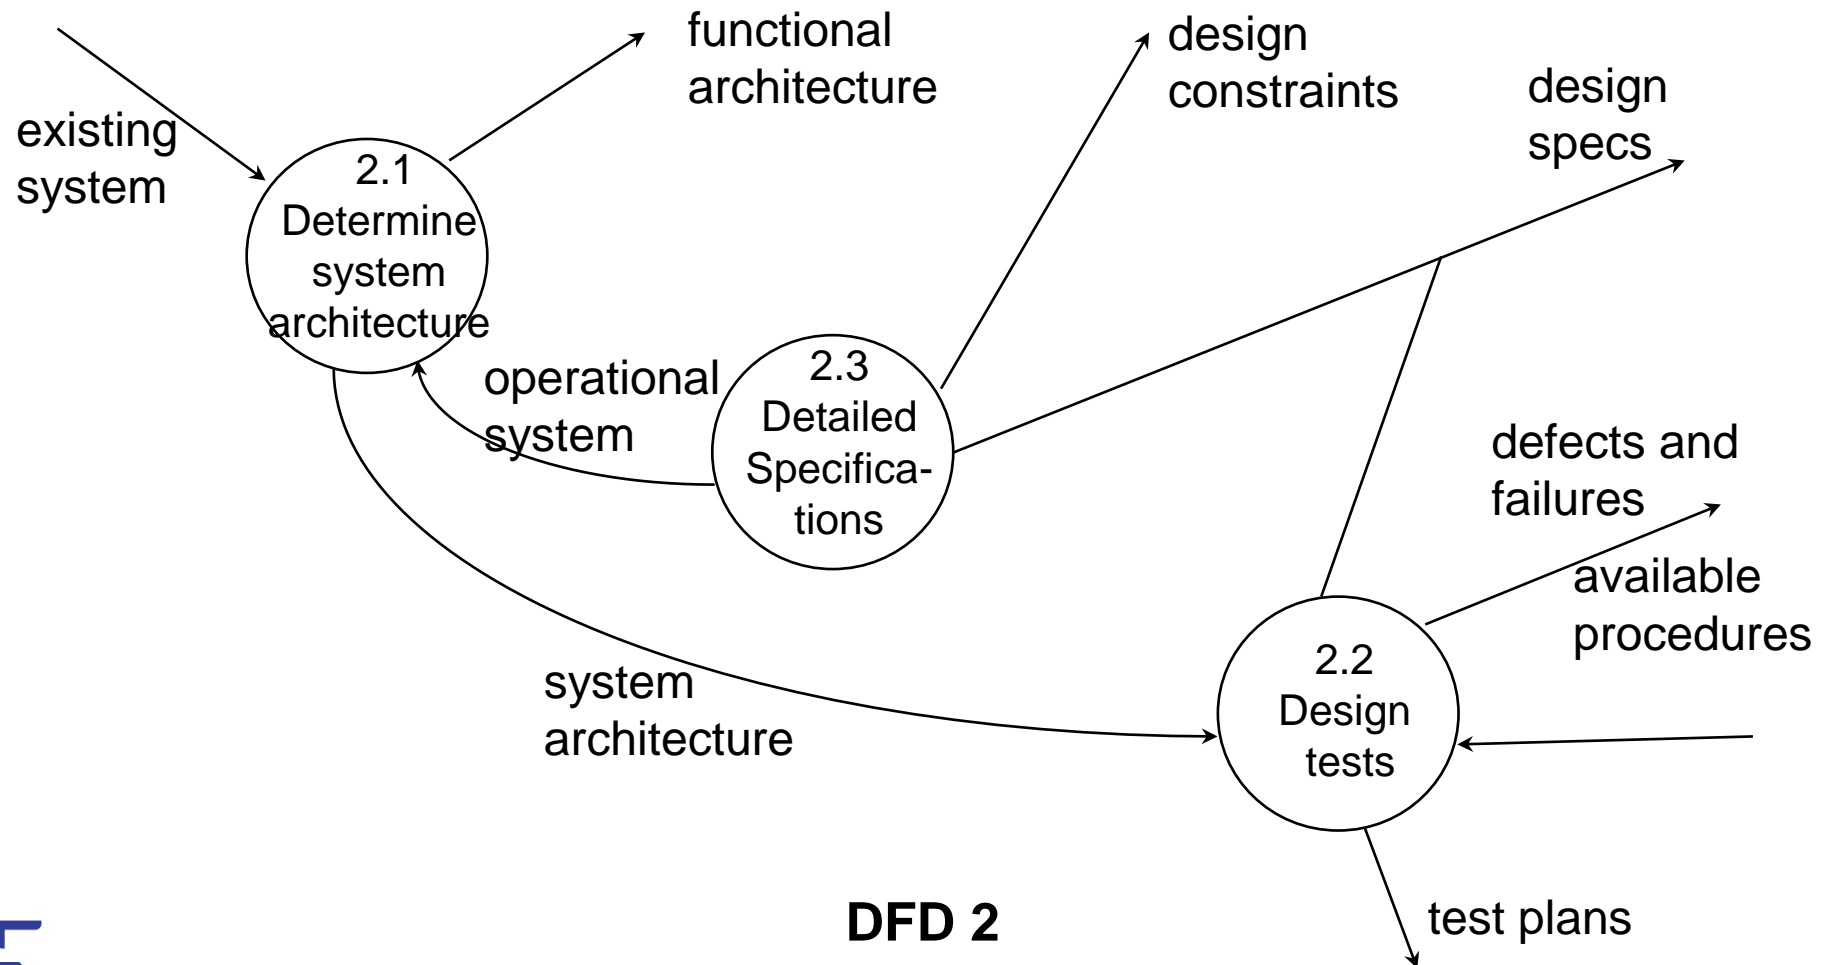 functional
architecture
design
constraints
design
specs
existing
system
2.1
Determine
system
architecture
operational
system
2.3
Detailed
Specifica-
tions
defects and
failures
available
procedures
system
architecture
2.2
Design
tests
DFD 2
test plans